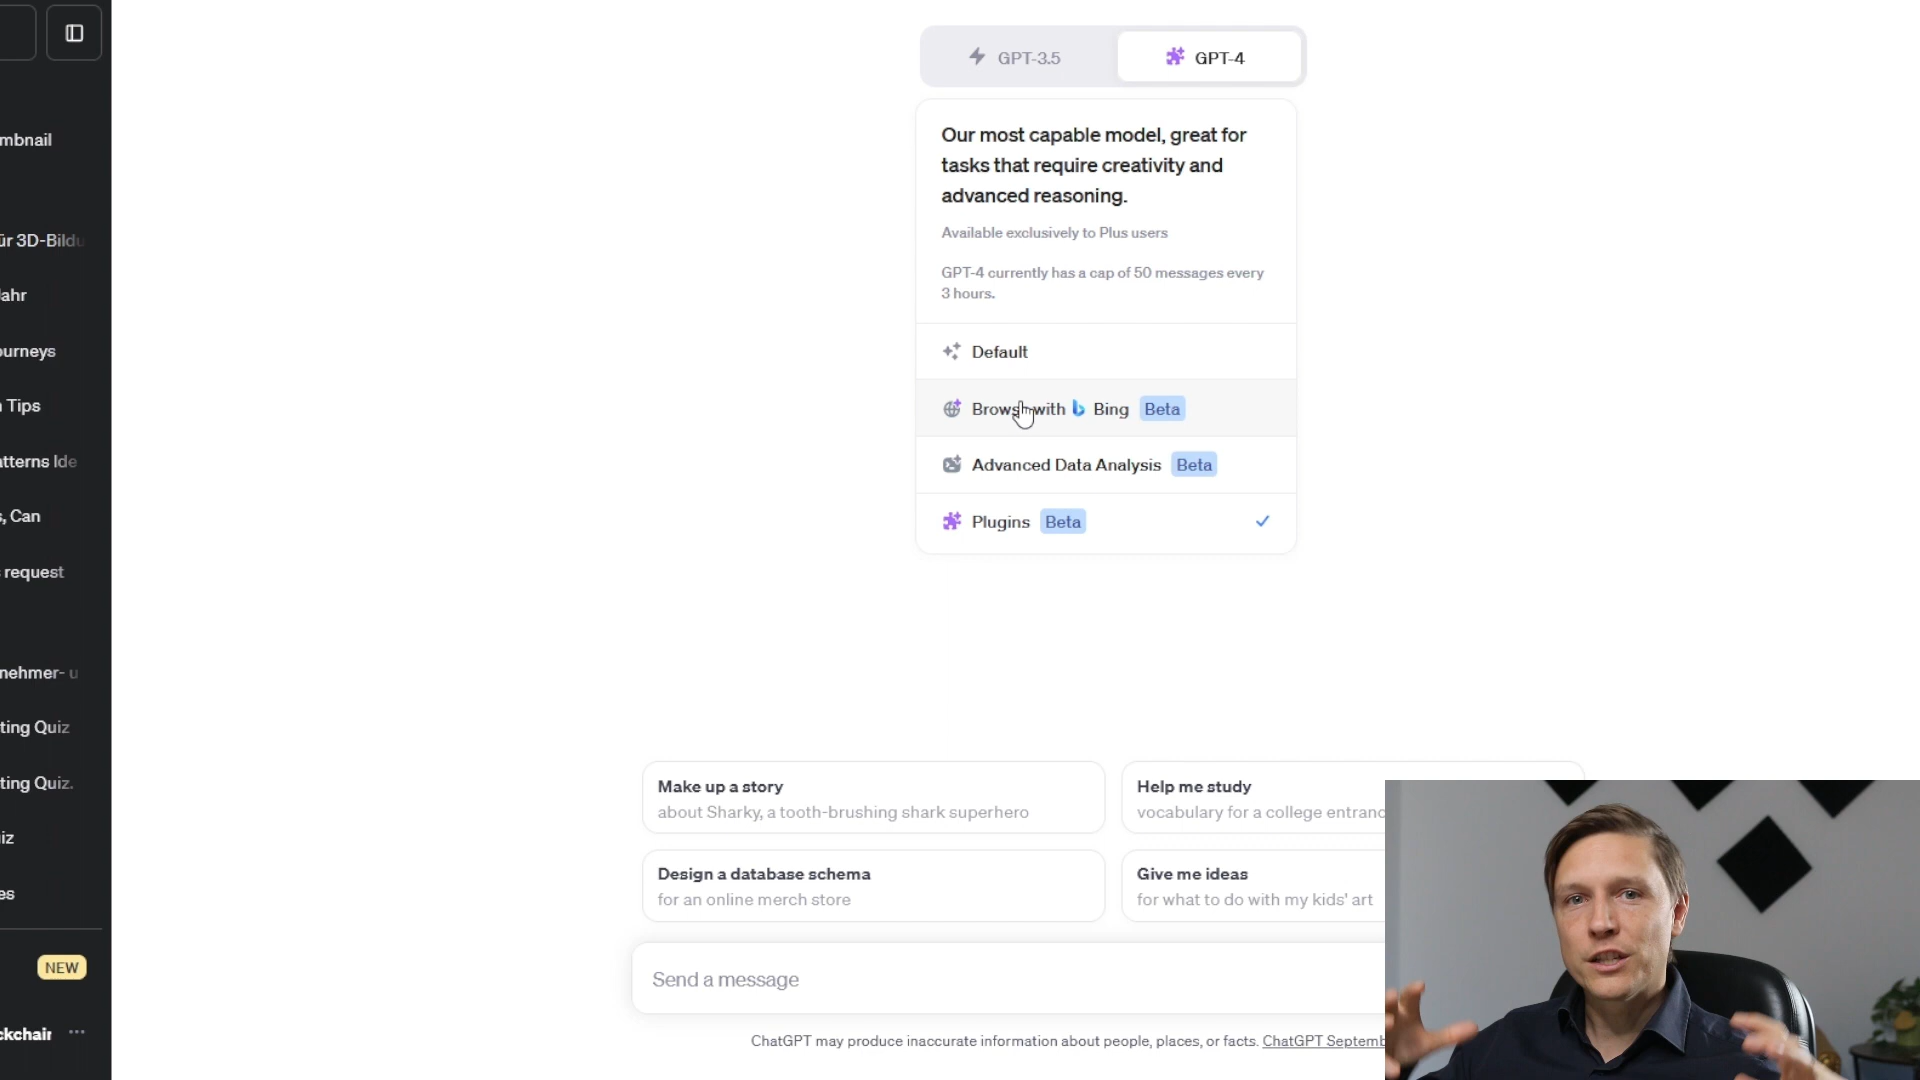 mbnail
ür 3D-Bildu
Jahr
ourneys
n Tips
atterns Ide
s, Can
request
nehmer- u
ting Quiz
ting Quiz.
iz
es
NEW
ckchain
GPT-3.5
GPT-4
Our most capable model, great for
tasks that require creativity and
advanced reasoning.
Available exclusively to Plus users
GPT-4 currently has a cap of 50 messages every
3 hours.
Default
Browse with Bing Beta
Advanced Data Analysis Beta
Plugins Beta
Make up a story
about Sharky, a tooth-brushing shark superhero
Help me study
vocabulary for a college entranc
Design a database schema
for an online merch store
Give me ideas
for what to do with my kids' art
Send a message
ChatGPT may produce inaccurate information about people, places, or facts. ChatGPT Septemb